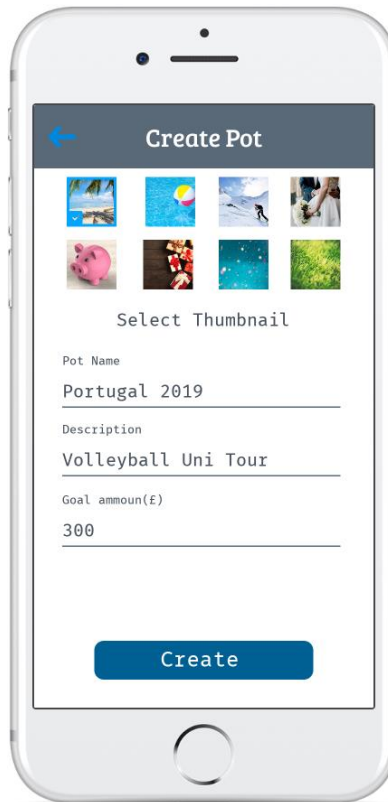 Create Pot
Select Thumbnail
Pot Name
Portugal 2019
Description
Volleyball Uni Tour
Goal ammoun(£)
300
Create